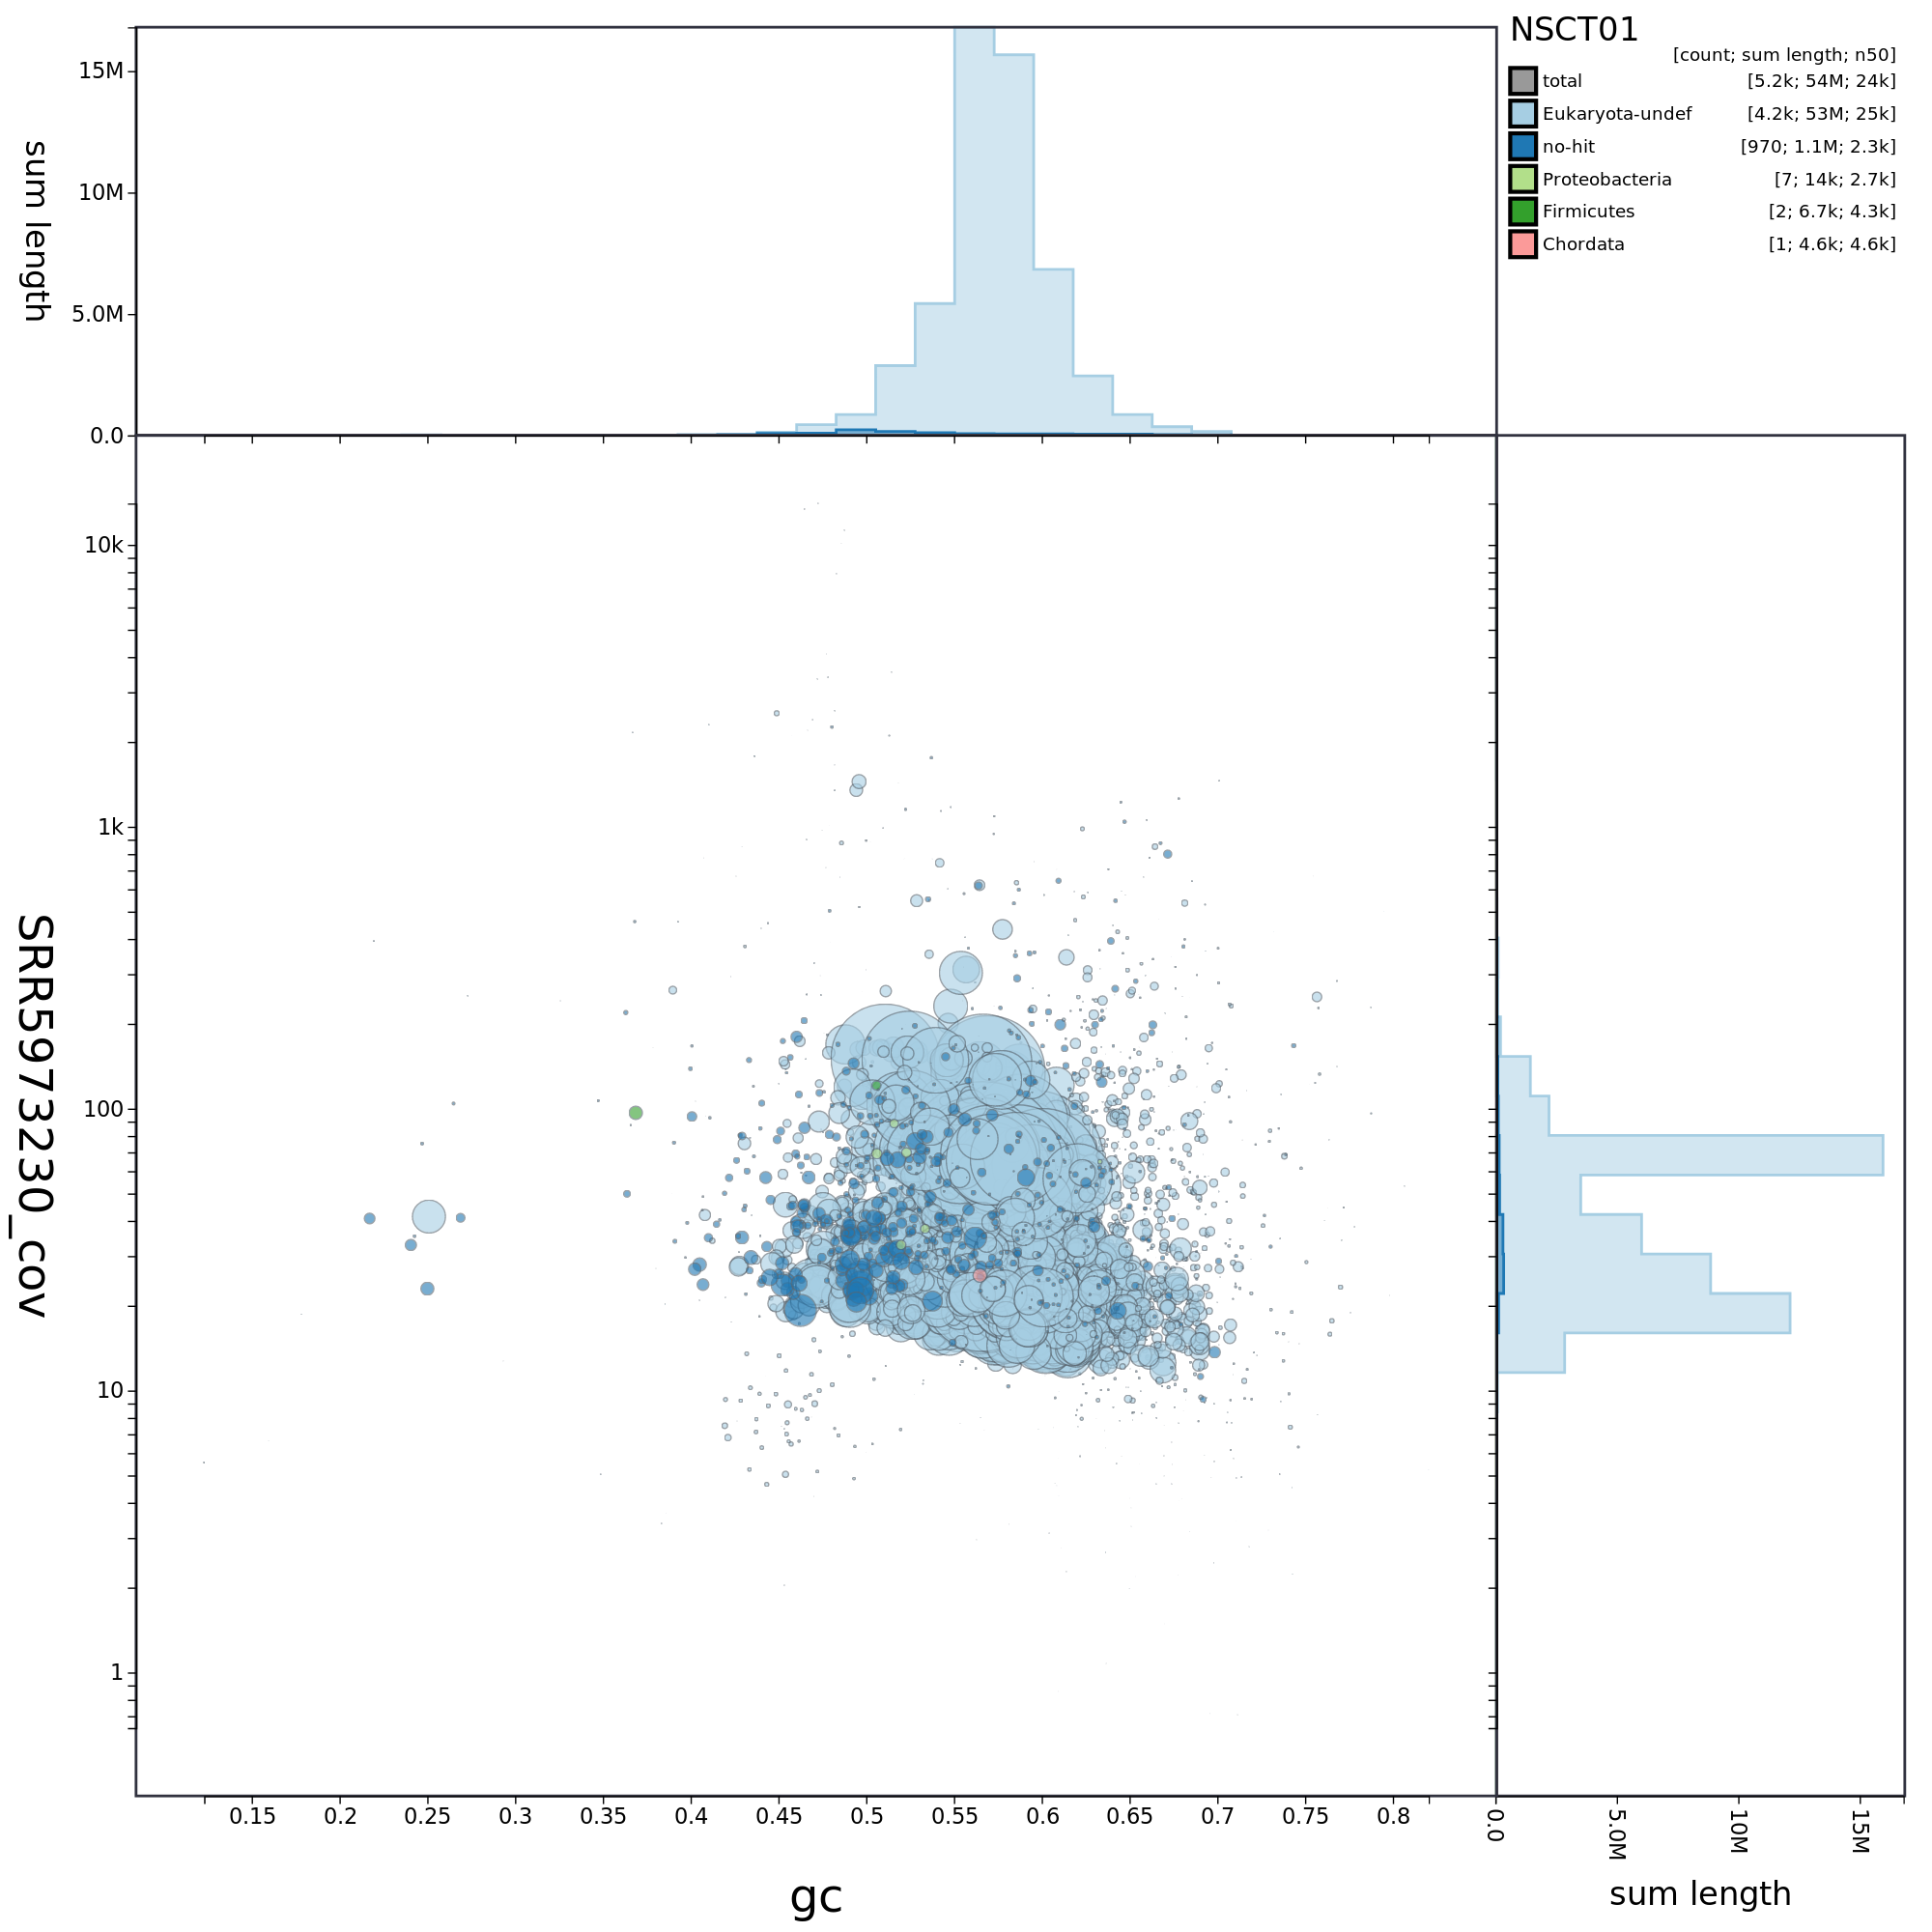 NSCT01
[count; sum length; n50]
total [5.2k; 54M; 24k]
Eukaryota-undef [4.2k; 53M; 25k]
no-hit [970; 1.1M; 2.3k]
Proteobacteria [7; 14k; 2.7k]
Firmicutes [2; 6.7k; 4.3k]
Chordata [1; 4.6k; 4.6k]
sum length
15M
10M
5.0M
0.0
SRR5973230_cov
10k
1k
100
10
1
0.15 0.2 0.25 0.3 0.35 0.4 0.45 0.5 0.55 0.6 0.65 0.7 0.75 0.8
gc
0.0 5.0M 10M 15M
sum length